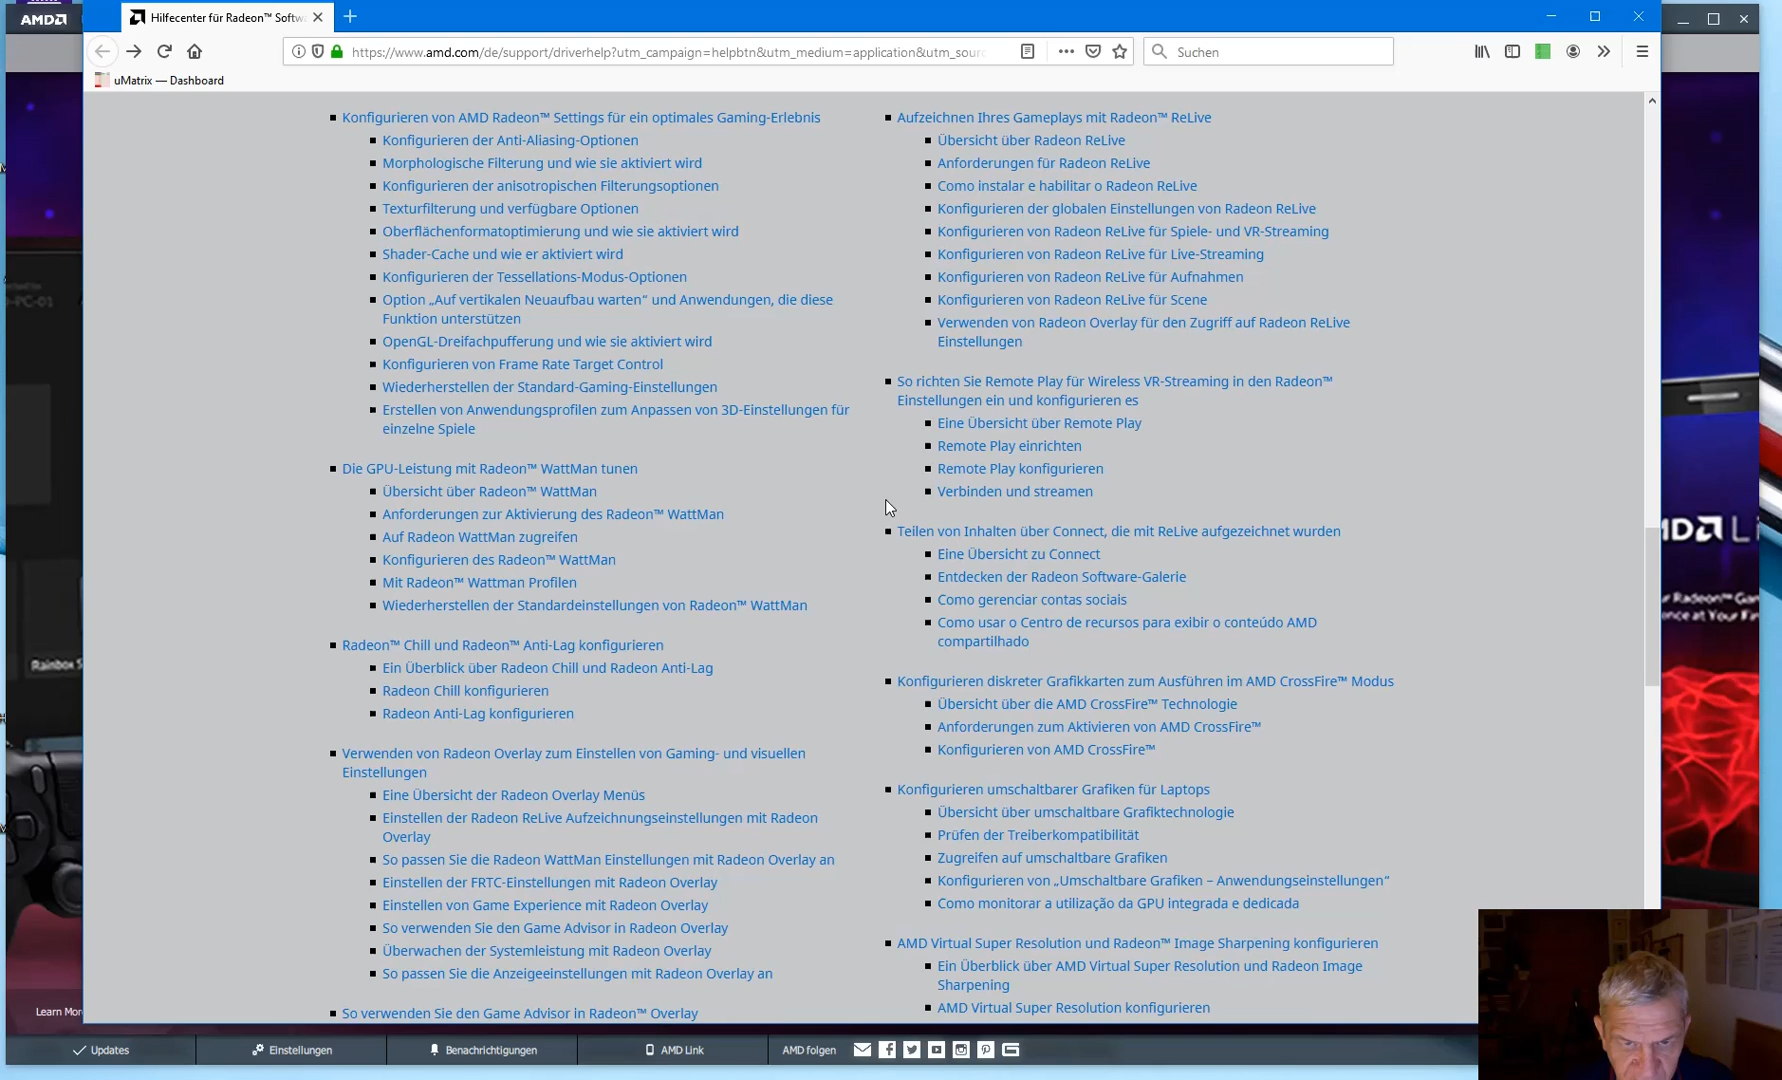 AMD
Hilfecenter für Radeon™ Softw
https://www.amd.com/de/support/driverhelp?utm_campaign=helpbtn&utm_medium=application&utm_sour
Suchen
uMatrix — Dashboard
Konfigurieren von AMD Radeon™ Settings für ein optimales Gaming-Erlebnis
Konfigurieren der Anti-Aliasing-Optionen
Morphologische Filterung und wie sie aktiviert wird
Konfigurieren der anisotropischen Filterungsoptionen
Texturfilterung und verfügbare Optionen
Oberflächenformatoptimierung und wie sie aktiviert wird
Shader-Cache und wie er aktiviert wird
Konfigurieren der Tessellations-Modus-Optionen
Option „Auf vertikalen Neuaufbau warten“ und Anwendungen, die diese
Funktion unterstützen
OpenGL-Dreifachpufferung und wie sie aktiviert wird
Konfigurieren von Frame Rate Target Control
Wiederherstellen der Standard-Gaming-Einstellungen
Erstellen von Anwendungsprofilen zum Anpassen von 3D-Einstellungen für
einzelne Spiele
Die GPU-Leistung mit Radeon™ WattMan tunen
Übersicht über Radeon™ WattMan
Anforderungen zur Aktivierung des Radeon™ WattMan
Auf Radeon WattMan zugreifen
Konfigurieren des Radeon™ WattMan
Mit Radeon™ Wattman Profilen
Wiederherstellen der Standardeinstellungen von Radeon™ WattMan
Radeon™ Chill und Radeon™ Anti-Lag konfigurieren
Ein Überblick über Radeon Chill und Radeon Anti-Lag
Radeon Chill konfigurieren
Radeon Anti-Lag konfigurieren
Verwenden von Radeon Overlay zum Einstellen von Gaming- und visuellen
Einstellungen
Eine Übersicht der Radeon Overlay Menüs
Einstellen der Radeon ReLive Aufzeichnungseinstellungen mit Radeon
Overlay
So passen Sie die Radeon WattMan Einstellungen mit Radeon Overlay an
Einstellen der FRTC-Einstellungen mit Radeon Overlay
Einstellen von Game Experience mit Radeon Overlay
So verwenden Sie den Game Advisor in Radeon Overlay
Überwachen der Systemleistung mit Radeon Overlay
So passen Sie die Anzeigeeinstellungen mit Radeon Overlay an
So verwenden Sie den Game Advisor in Radeon™ Overlay
Aufzeichnen Ihres Gameplays mit Radeon™ ReLive
Übersicht über Radeon ReLive
Anforderungen für Radeon ReLive
Como instalar e habilitar o Radeon ReLive
Konfigurieren der globalen Einstellungen von Radeon ReLive
Konfigurieren von Radeon ReLive für Spiele- und VR-Streaming
Konfigurieren von Radeon ReLive für Live-Streaming
Konfigurieren von Radeon ReLive für Aufnahmen
Konfigurieren von Radeon ReLive für Scene
Verwenden von Radeon Overlay für den Zugriff auf Radeon ReLive
Einstellungen
So richten Sie Remote Play für Wireless VR-Streaming in den Radeon™
Einstellungen ein und konfigurieren es
Eine Übersicht über Remote Play
Remote Play einrichten
Remote Play konfigurieren
Verbinden und streamen
Teilen von Inhalten über Connect, die mit ReLive aufgezeichnet wurden
Eine Übersicht zu Connect
Entdecken der Radeon Software-Galerie
Como gerenciar contas sociais
Como usar o Centro de recursos para exibir o conteúdo AMD
compartilhado
Konfigurieren diskreter Grafikkarten zum Ausführen im AMD CrossFire™ Modus
Übersicht über die AMD CrossFire™ Technologie
Anforderungen zum Aktivieren von AMD CrossFire™
Konfigurieren von AMD CrossFire™
Konfigurieren umschaltbarer Grafiken für Laptops
Übersicht über umschaltbare Grafiktechnologie
Prüfen der Treiberkompatibilität
Zugreifen auf umschaltbare Grafiken
Konfigurieren von „Umschaltbare Grafiken – Anwendungseinstellungen“
Como monitorar a utilização da GPU integrada e dedicada
AMD Virtual Super Resolution und Radeon™ Image Sharpening konfigurieren
Ein Überblick über AMD Virtual Super Resolution und Radeon Image
Sharpening
AMD Virtual Super Resolution konfigurieren
PC-01
Rainbox S
Learn Mor
AMD Li
r Radeon™ Gam
ence at Your Fi
Updates
Einstellungen
Benachrichtigungen
AMD Link
AMD folgen